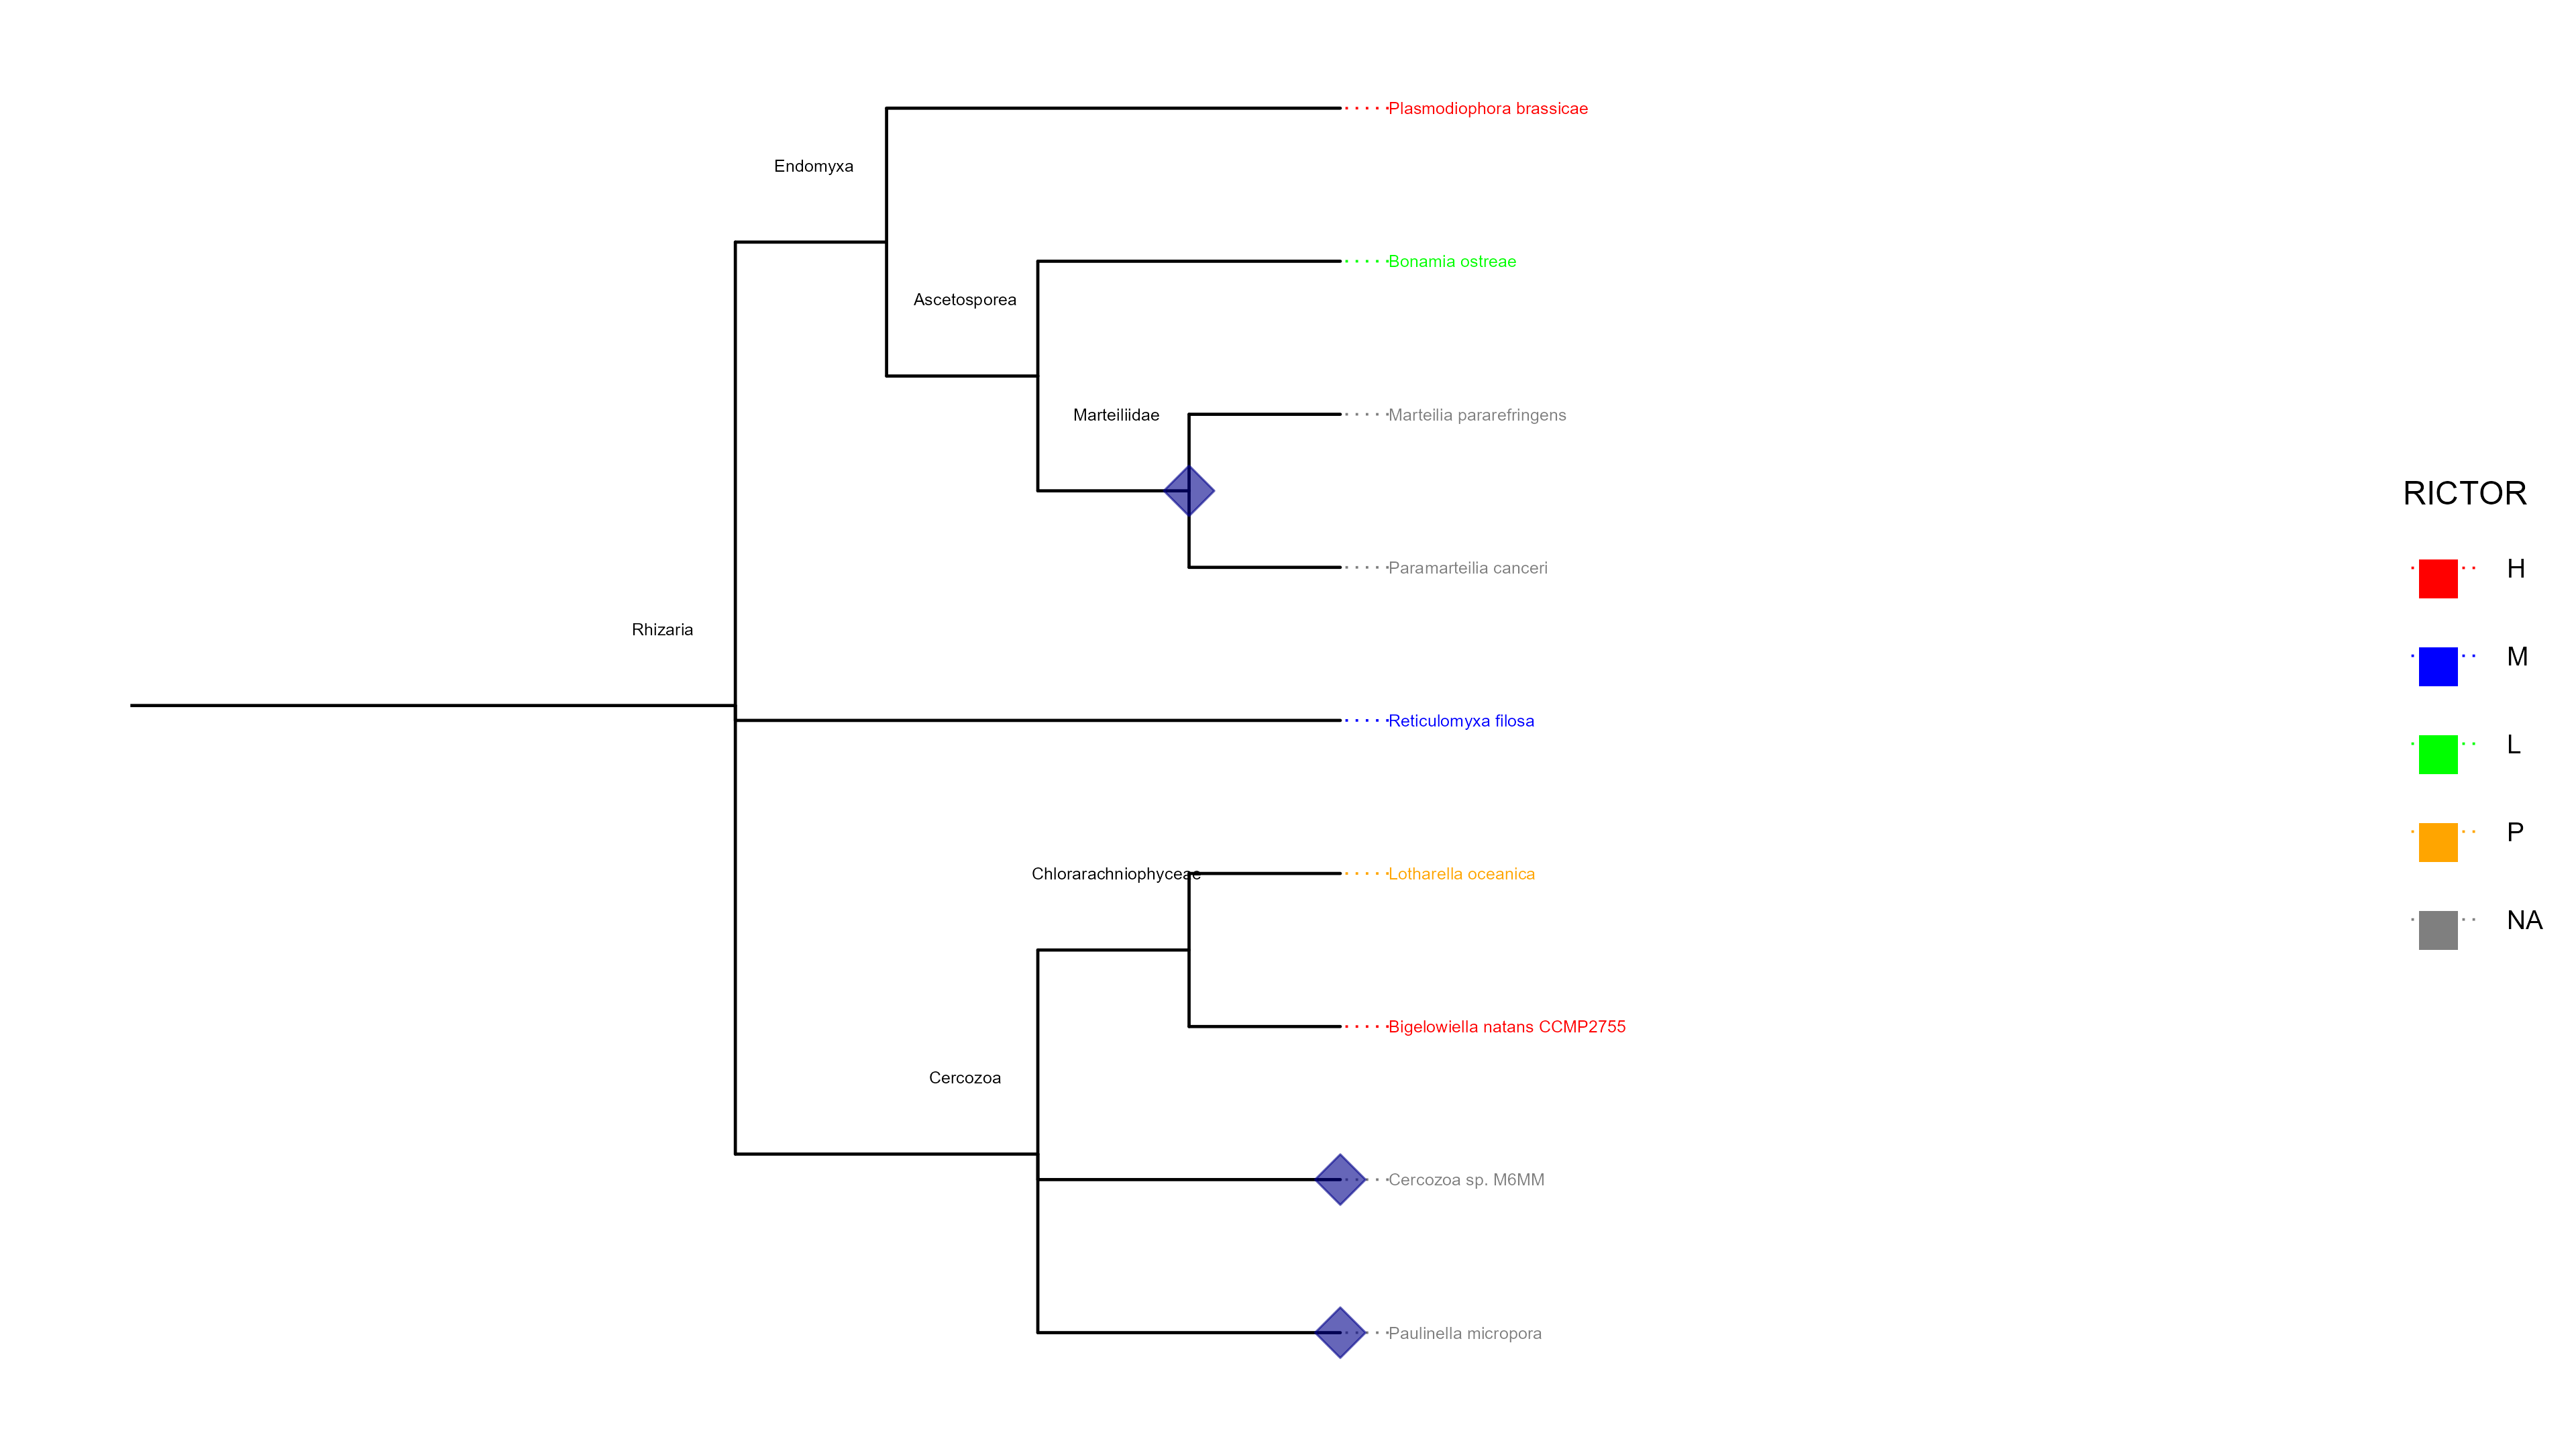 Plasmodiophora brassicae
Endomyxa
Bonamia ostreae
Ascetosporea
Marteiliidae
Marteilia pararefringens
Paramarteilia canceri
Rhizaria
Reticulomyxa filosa
Chlorarachniophyceae
Lotharella oceanica
Bigelowiella natans CCMP2755
Cercozoa
Cercozoa sp. M6MM
Paulinella micropora
RICTOR
H
M
L
P
NA